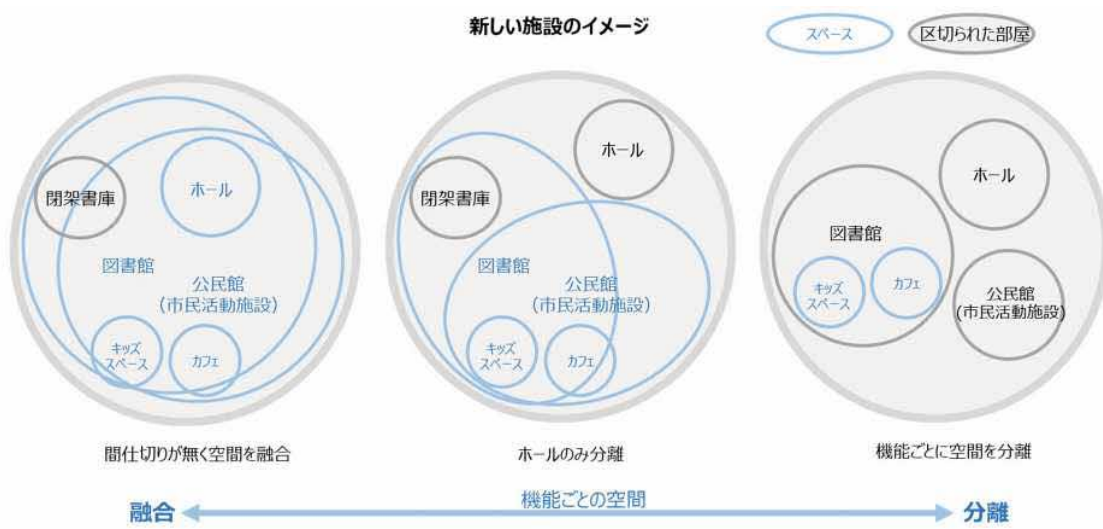 新しい施設のイメージ
スペース
区切られた部屋
閉架書庫
ホール
図書館
公民館
(市民活動施設)
キッズ
スペース
カフェ
間仕切りが無く空間を融合
ホール
閉架書庫
図書館
公民館
(市民活動施設)
キッズ
スペース
カフェ
ホールのみ分離
ホール
図書館
キッズ
スペース
カフェ
公民館
(市民活動施設)
機能ごとに空間を分離
融合
機能ごとの空間
分離